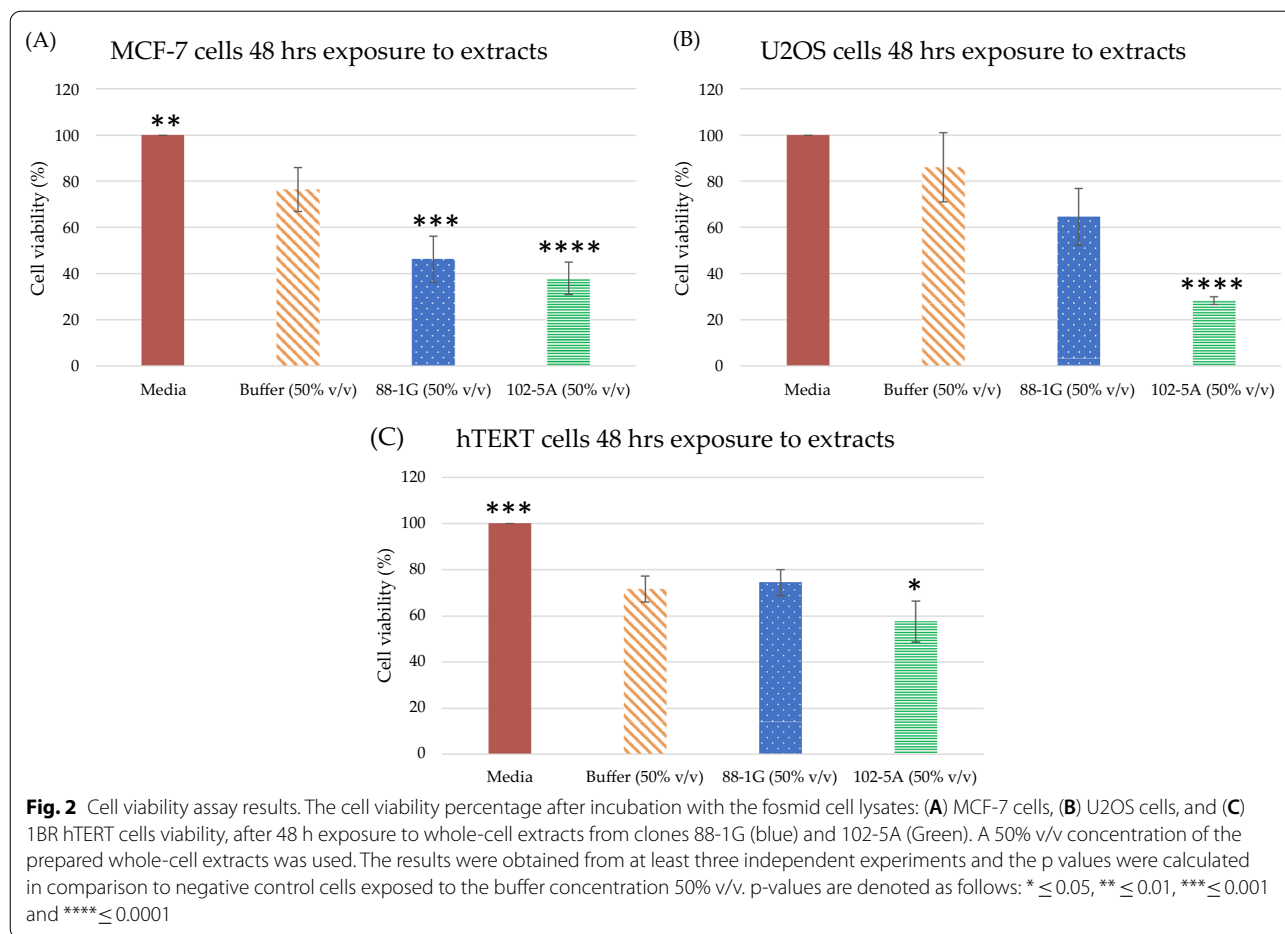 (A)
MCF-7 cells 48 hrs exposure to extracts
Cell viability (%)
120
100
80
60
40
20
0
**
***
****
Media
Buffer (50% v/v)
88-1G (50% v/v)
102-5A (50% v/v)
(B)
U2OS cells 48 hrs exposure to extracts
Cell viability (%)
120
100
80
60
40
20
0
****
Media
Buffer (50% v/v)
88-1G (50% v/v)
102-5A (50% v/v)
(C)
hTERT cells 48 hrs exposure to extracts
Cell viability (%)
120
100
80
60
40
20
0
***
*
Media
Buffer (50% v/v)
88-1G (50% v/v)
102-5A (50% v/v)
Fig. 2 Cell viability assay results. The cell viability percentage after incubation with the fosmid cell lysates: (A) MCF-7 cells, (B) U2OS cells, and (C)
1BR hTERT cells viability, after 48 h exposure to whole-cell extracts from clones 88-1G (blue) and 102-5A (Green). A 50% v/v concentration of the
prepared whole-cell extracts was used. The results were obtained from at least three independent experiments and the p values were calculated
in comparison to negative control cells exposed to the buffer concentration 50% v/v. p-values are denoted as follows: * ≤ 0.05, ** ≤ 0.01, *** ≤ 0.001
and **** ≤ 0.0001